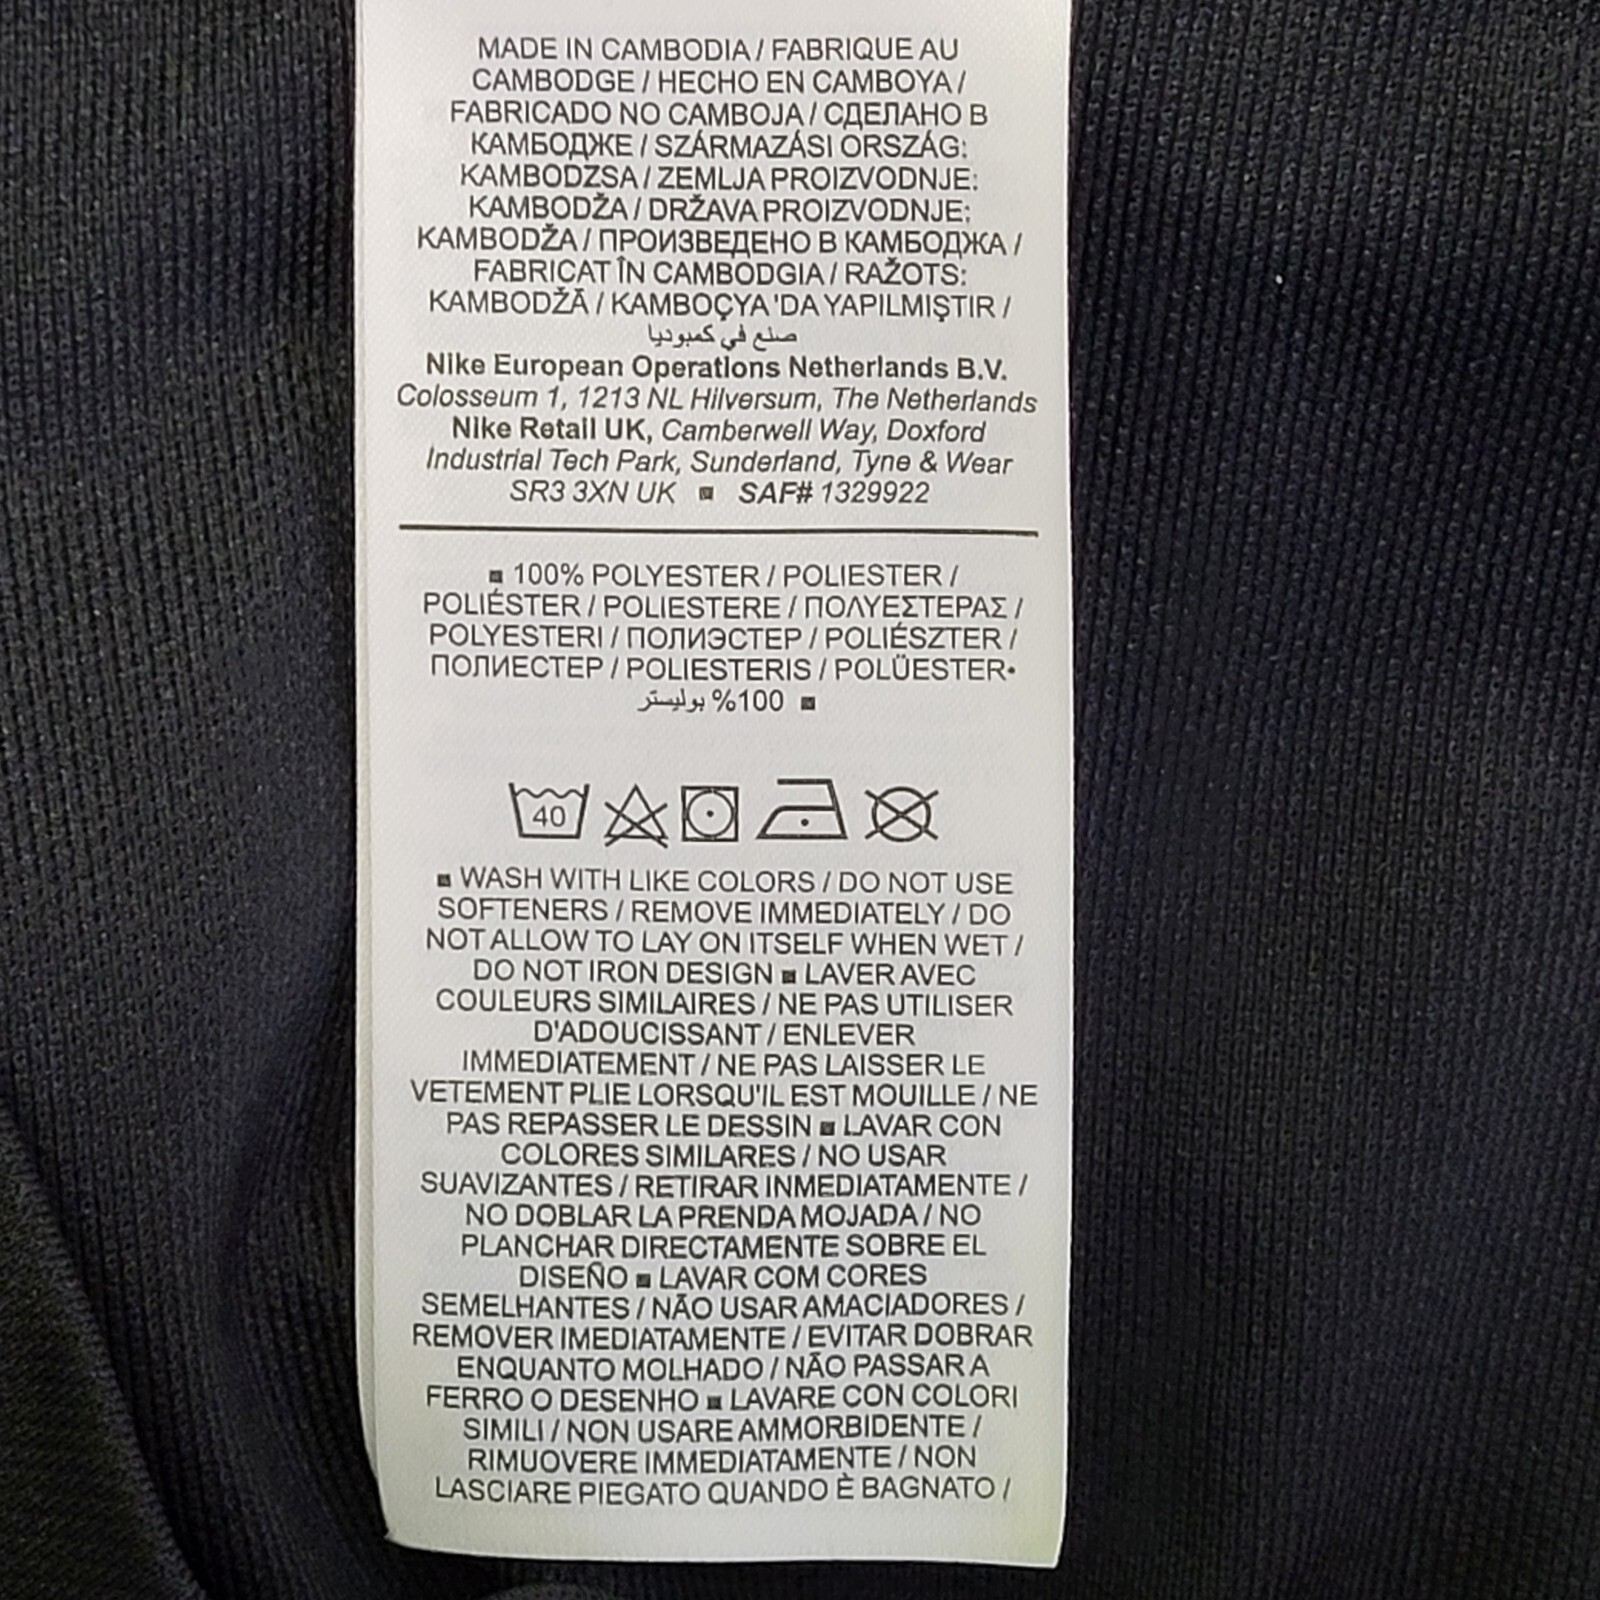 MADE IN CAMBODIA / FABRIQUE AU
CAMBODGE / HECHO EN CAMBOYA /
FABRICADO NO CAMBOJA / СДЕЛАНО В
КАМБОДЖЕ / SZÁRMAZÁSI ORSZÁG:
KAMBODZSA / ZEMLJA PROIZVODNJE:
KAMBODŽA / DRŽAVA PROIZVODNJE:
KAMBODŽA / ПРОИЗВЕДЕНО В КАМБОДЖА /
FABRICAT ÎN CAMBODGIA / RAŽOTS:
KAMBODŽĀ / KAMBOÇYA 'DA YAPILMIŞTIR /
صنع في كمبوديا
Nike European Operations Netherlands B.V.
Colosseum 1, 1213 NL Hilversum, The Netherlands
Nike Retail UK, Camberwell Way, Doxford
Industrial Tech Park, Sunderland, Tyne & Wear
SR3 3XN UK ■ SAF# 1329922
■ 100% POLYESTER / POLIESTER /
POLIÉSTER / POLIESTERE / ΠΟΛΥΕΣΤΕΡΑΣ /
POLYESTERI / ПОЛИЭСТЕР / POLIÉSZTER /
ПОЛИЕСТЕР / POLIESTERIS / POLÜESTER•
■ 100% بوليستر
40
■ WASH WITH LIKE COLORS / DO NOT USE
SOFTENERS / REMOVE IMMEDIATELY / DO
NOT ALLOW TO LAY ON ITSELF WHEN WET /
DO NOT IRON DESIGN ■ LAVER AVEC
COULEURS SIMILAIRES / NE PAS UTILISER
D'ADOUCISSANT / ENLEVER
IMMEDIATEMENT / NE PAS LAISSER LE
VETEMENT PLIE LORSQU'IL EST MOUILLE / NE
PAS REPASSER LE DESSIN ■ LAVAR CON
COLORES SIMILARES / NO USAR
SUAVIZANTES / RETIRAR INMEDIATAMENTE /
NO DOBLAR LA PRENDA MOJADA / NO
PLANCHAR DIRECTAMENTE SOBRE EL
DISEÑO ■ LAVAR COM CORES
SEMELHANTES / NÃO USAR AMACIADORES /
REMOVER IMEDIATAMENTE / EVITAR DOBRAR
ENQUANTO MOLHADO / NÃO PASSAR A
FERRO O DESENHO ■ LAVARE CON COLORI
SIMILI / NON USARE AMMORBIDENTE /
RIMUOVERE IMMEDIATAMENTE / NON
LASCIARE PIEGATO QUANDO È BAGNATO /